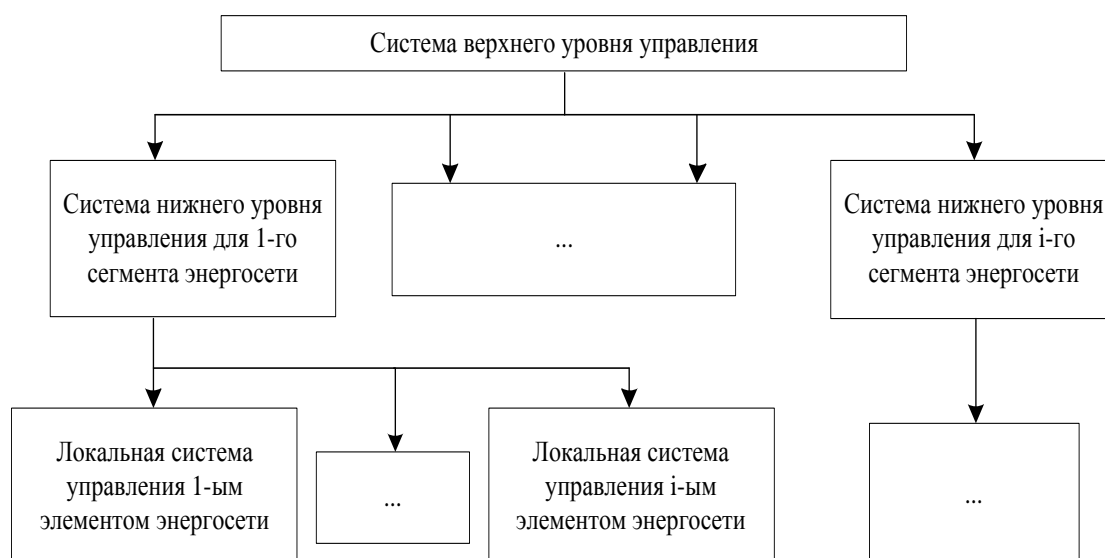 Система верхнего уровня управления
Система нижнего уровня
управления для 1-го
сегмента энергосети
...
Система нижнего уровня
управления для i-го
сегмента энергосети
Локальная система
управления 1-ым
элементом энергосети
...
Локальная система
управления i-ым
элементом энергосети
...